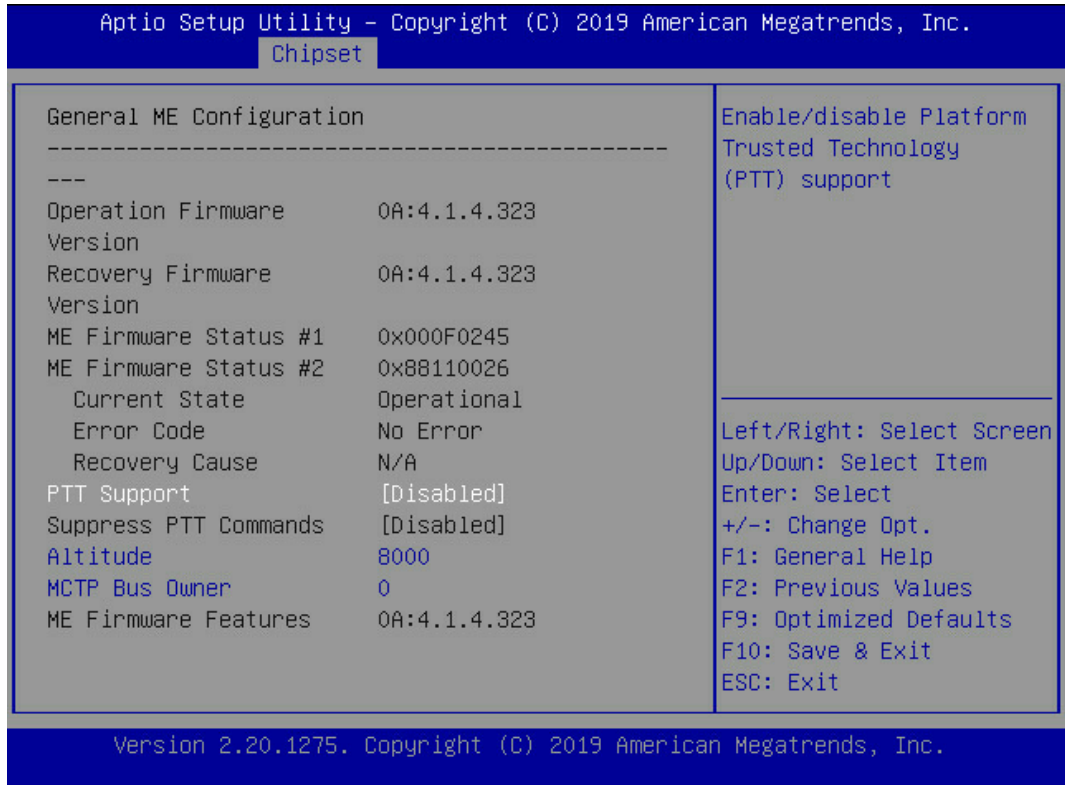 Aptio Setup Utility – Copyright (C) 2019 American Megatrends, Inc.
Chipset
General ME Configuration
-----------------------------------------------
---
Operation Firmware 0A:4.1.4.323
Version
Recovery Firmware 0A:4.1.4.323
Version
ME Firmware Status #1 0x000F0245
ME Firmware Status #2 0x88110026
Current State Operational
Error Code No Error
Recovery Cause N/A
PTT Support [Disabled]
Suppress PTT Commands [Disabled]
Altitude 8000
MCTP Bus Owner 0
ME Firmware Features 0A:4.1.4.323
Enable/disable Platform
Trusted Technology
(PTT) support
Left/Right: Select Screen
Up/Down: Select Item
Enter: Select
+/-: Change Opt.
F1: General Help
F2: Previous Values
F9: Optimized Defaults
F10: Save & Exit
ESC: Exit
Version 2.20.1275. Copyright (C) 2019 American Megatrends, Inc.